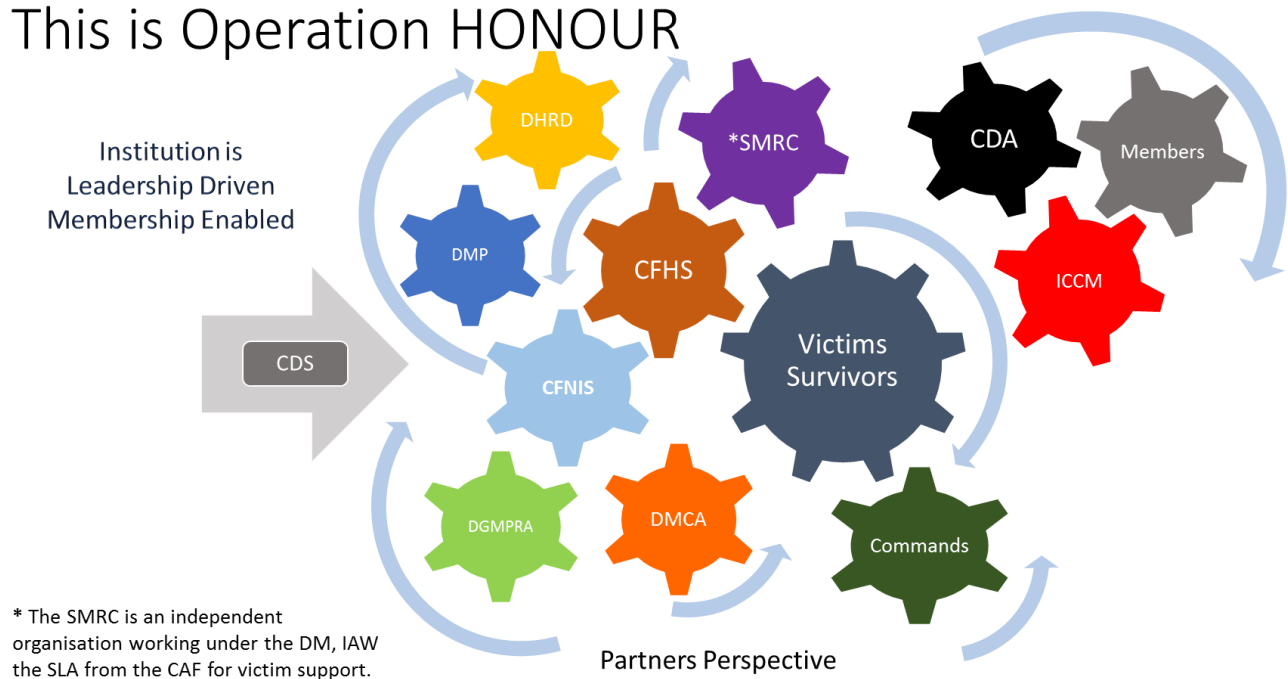 This is Operation HONOUR
Institution is
Leadership Driven
Membership Enabled
DHRD
*SMRC
CDA
Members
DMP
CFHS
ICCM
CDS
Victims
Survivors
CFNIS
DGMPRA
DMCA
Commands
* The SMRC is an independent
organisation working under the DM, IAW
the SLA from the CAF for victim support.
Partners Perspective